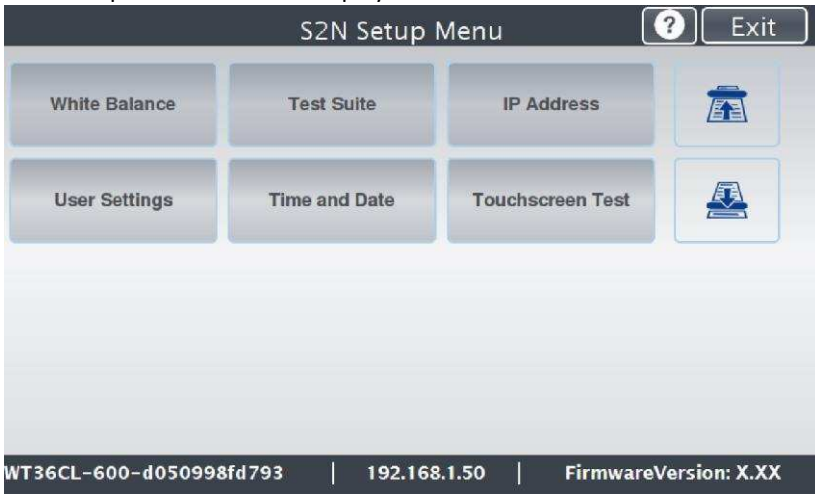 S2N Setup Menu ? Exit
White Balance Test Suite IP Address
User Settings Time and Date Touchscreen Test
WT36CL-600-d050998fd793 | 192.168.1.50 | FirmwareVersion: X.XX